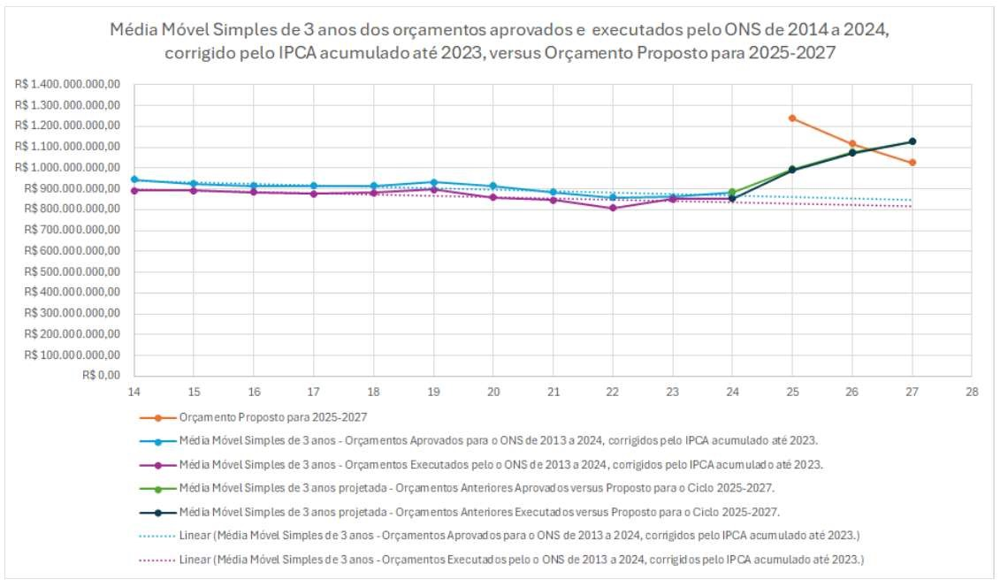 Média Móvel Simples de 3 anos dos orçamentos aprovados e executados pelo ONS de 2014 a 2024,
corrigido pelo IPCA acumulado até 2023, versus Orçamento Proposto para 2025-2027
R$ 1.400.000.000,00
R$ 1.300.000.000,00
R$ 1.200.000.000,00
R$ 1.100.000.000,00
R$ 1.000.000.000,00
R$ 900.000.000,00
R$ 800.000.000,00
R$ 700.000.000,00
R$ 600.000.000,00
R$ 500.000.000,00
R$ 400.000.000,00
R$ 300.000.000,00
R$ 200.000.000,00
R$ 100.000.000,00
R$ 0,00
14 15 16 17 18 19 20 21 22 23 24 25 26 27 28
Orçamento Proposto para 2025-2027
Média Móvel Simples de 3 anos - Orçamentos Aprovados para o ONS de 2013 a 2024, corrigidos pelo IPCA acumulado até 2023.
Média Móvel Simples de 3 anos - Orçamentos Executados pelo o ONS de 2013 a 2024, corrigidos pelo IPCA acumulado até 2023.
Média Móvel Simples de 3 anos projetada - Orçamentos Anteriores Aprovados versus Proposto para o Ciclo 2025-2027.
Média Móvel Simples de 3 anos projetada - Orçamentos Anteriores Executados versus Proposto para o Ciclo 2025-2027.
Linear (Média Móvel Simples de 3 anos - Orçamentos Aprovados para o ONS de 2013 a 2024, corrigidos pelo IPCA acumulado até 2023.)
Linear (Média Móvel Simples de 3 anos - Orçamentos Executados pelo o ONS de 2013 a 2024, corrigidos pelo IPCA acumulado até 2023.)